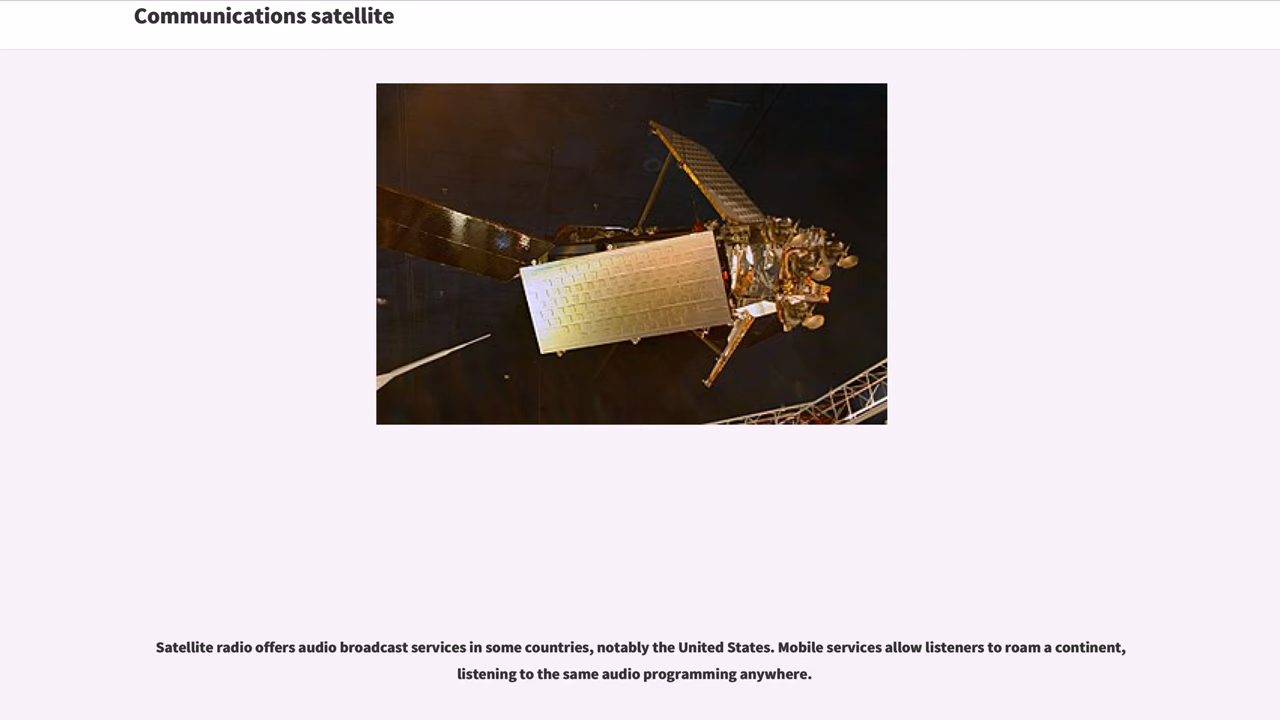 Communications satellite
Satellite radio offers audio broadcast services in some countries, notably the United States. Mobile services allow listeners to roam a continent,
listening to the same audio programming anywhere.